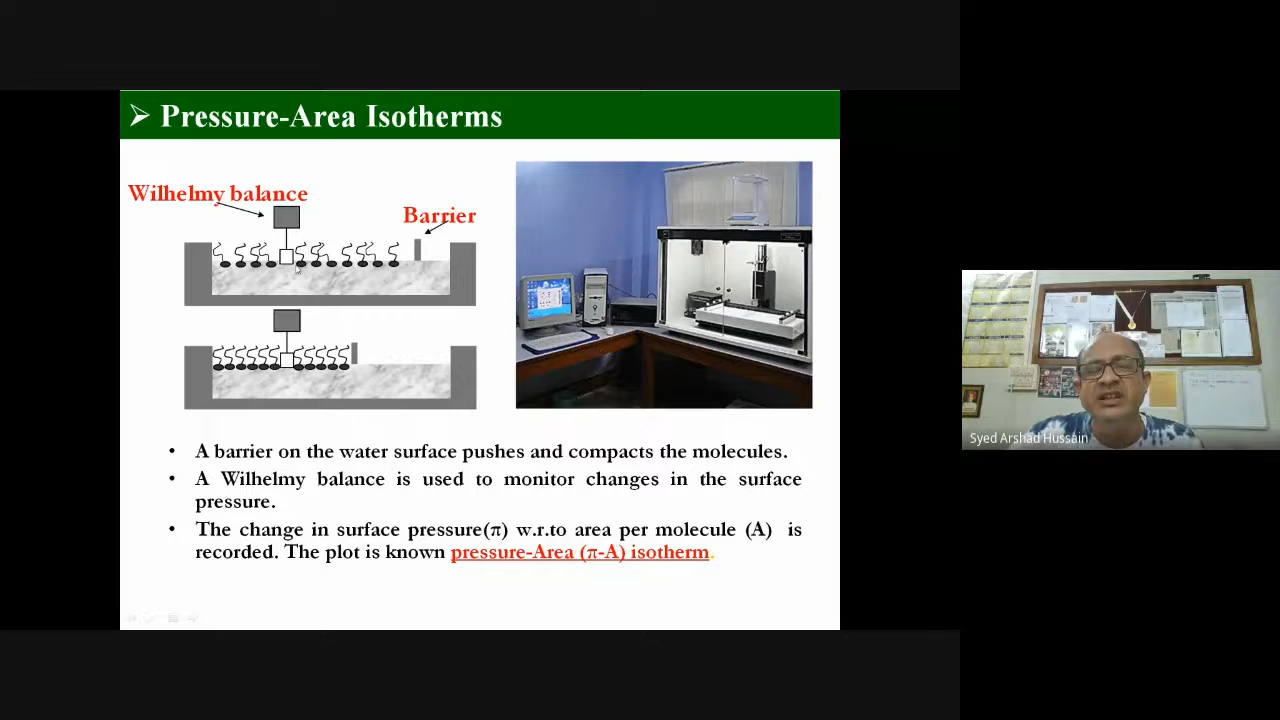 ➢ Pressure-Area Isotherms
Wilhelmy balance
Barrier
• A barrier on the water surface pushes and compacts the molecules.
• A Wilhelmy balance is used to monitor changes in the surface
pressure.
• The change in surface pressure(π) w.r.to area per molecule (A) is
recorded. The plot is known pressure-Area (π-A) isotherm.
Syed Arshad Hussain